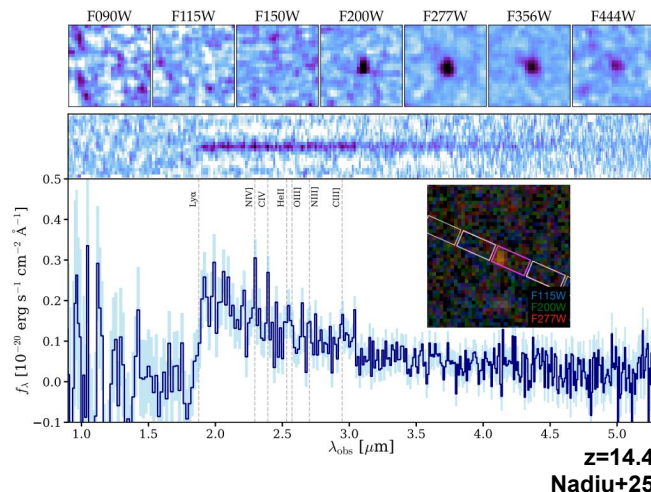 F090W F115W F150W F200W F277W F356W F444W
0.5
0.4
0.3
0.2
0.1
0.0
−0.1
fλ [10⁻²⁰ erg s⁻¹ cm⁻² Å⁻¹]
Lyα
NIV]
CIV
HeII
OIII]
NIII]
CIII]
F115W
F200W
F277W
1.0 1.5 2.0 2.5 3.0 3.5 4.0 4.5 5.0
λobs [μm]
z=14.4
Nadiu+25